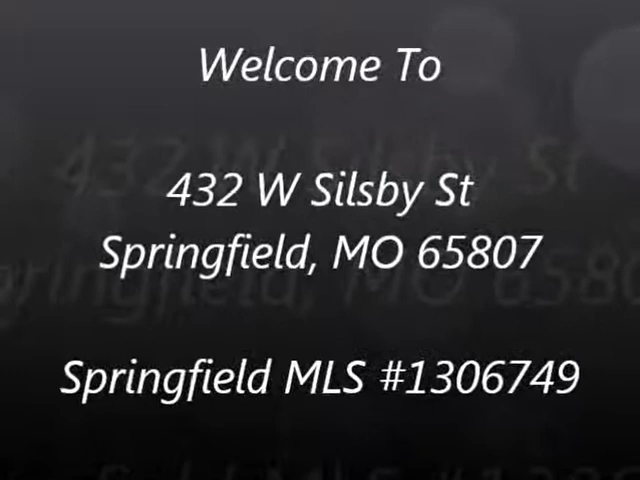 Welcome To
432 W Silsby St
Springfield, MO 65807
Springfield MLS #1306749